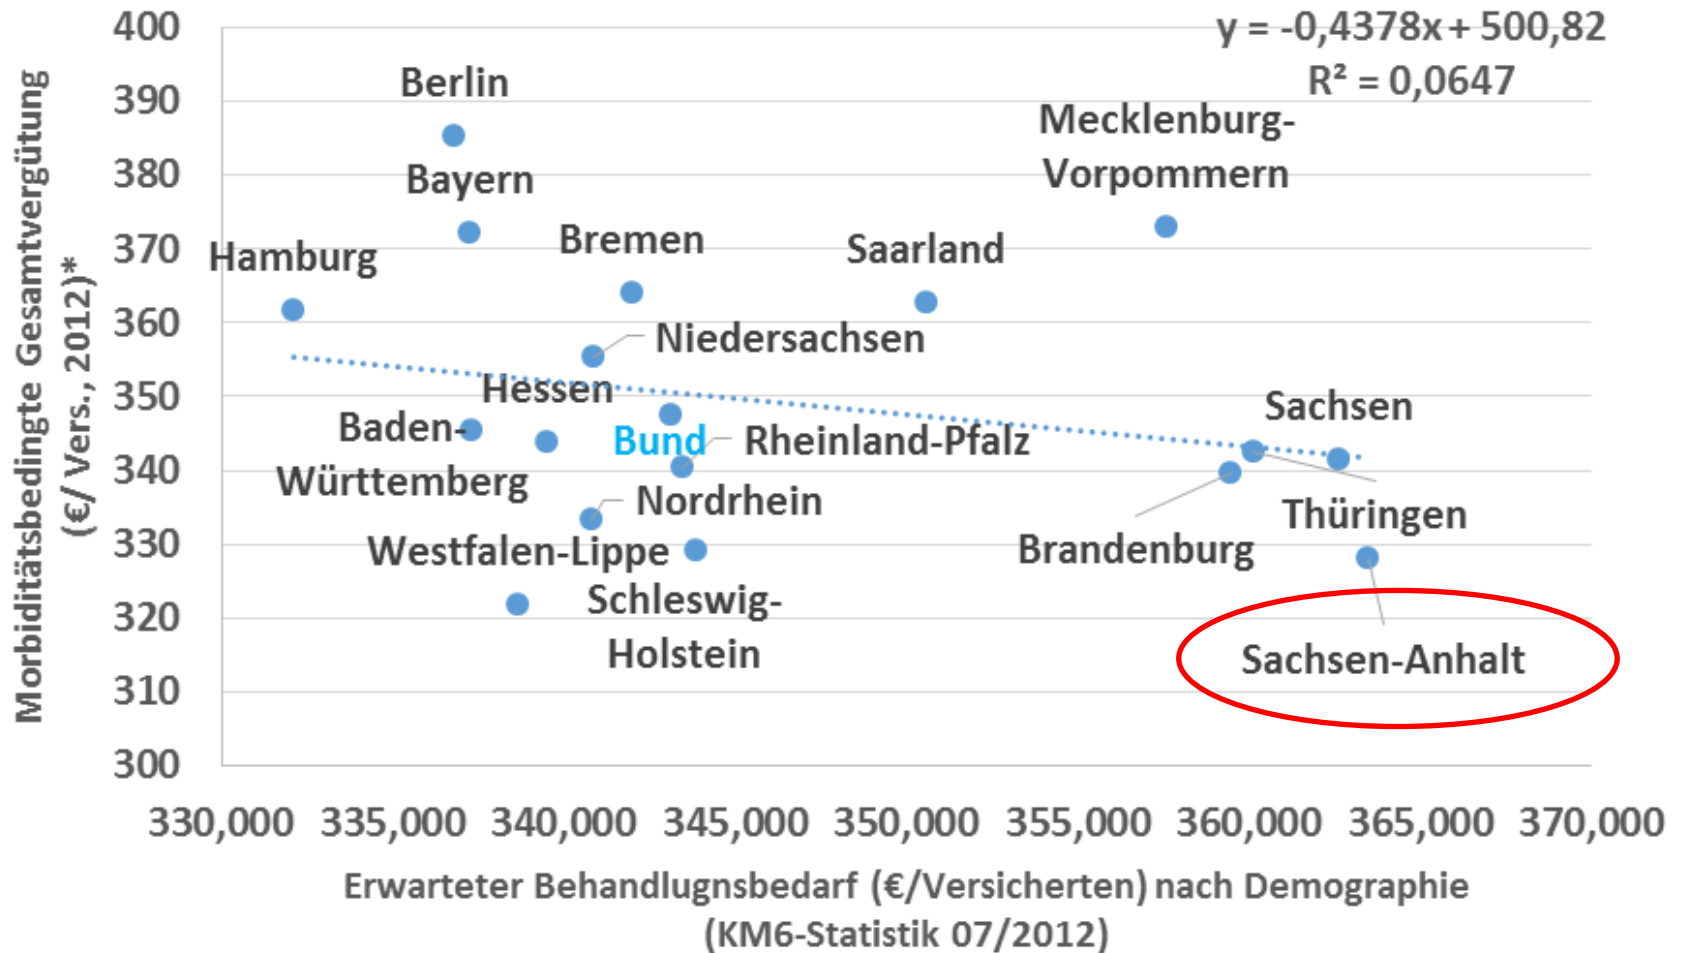 Morbiditätsbedingte Gesamtvergütung
(€/ Vers., 2012)*
400
390
380
370
360
350
340
330
320
310
300
y = -0,4378x + 500,82
R² = 0,0647
Berlin
Mecklenburg-
Vorpommern
Bayern
Hamburg
Bremen
Saarland
Niedersachsen
Hessen
Sachsen
Baden-
Württemberg
Bund
Rheinland-Pfalz
Nordrhein
Thüringen
Westfalen-Lippe
Brandenburg
Schleswig-
Holstein
Sachsen-Anhalt
330,000 335,000 340,000 345,000 350,000 355,000 360,000 365,000 370,000
Erwarteter Behandlugnsbedarf (€/Versicherten) nach Demographie
(KM6-Statistik 07/2012)